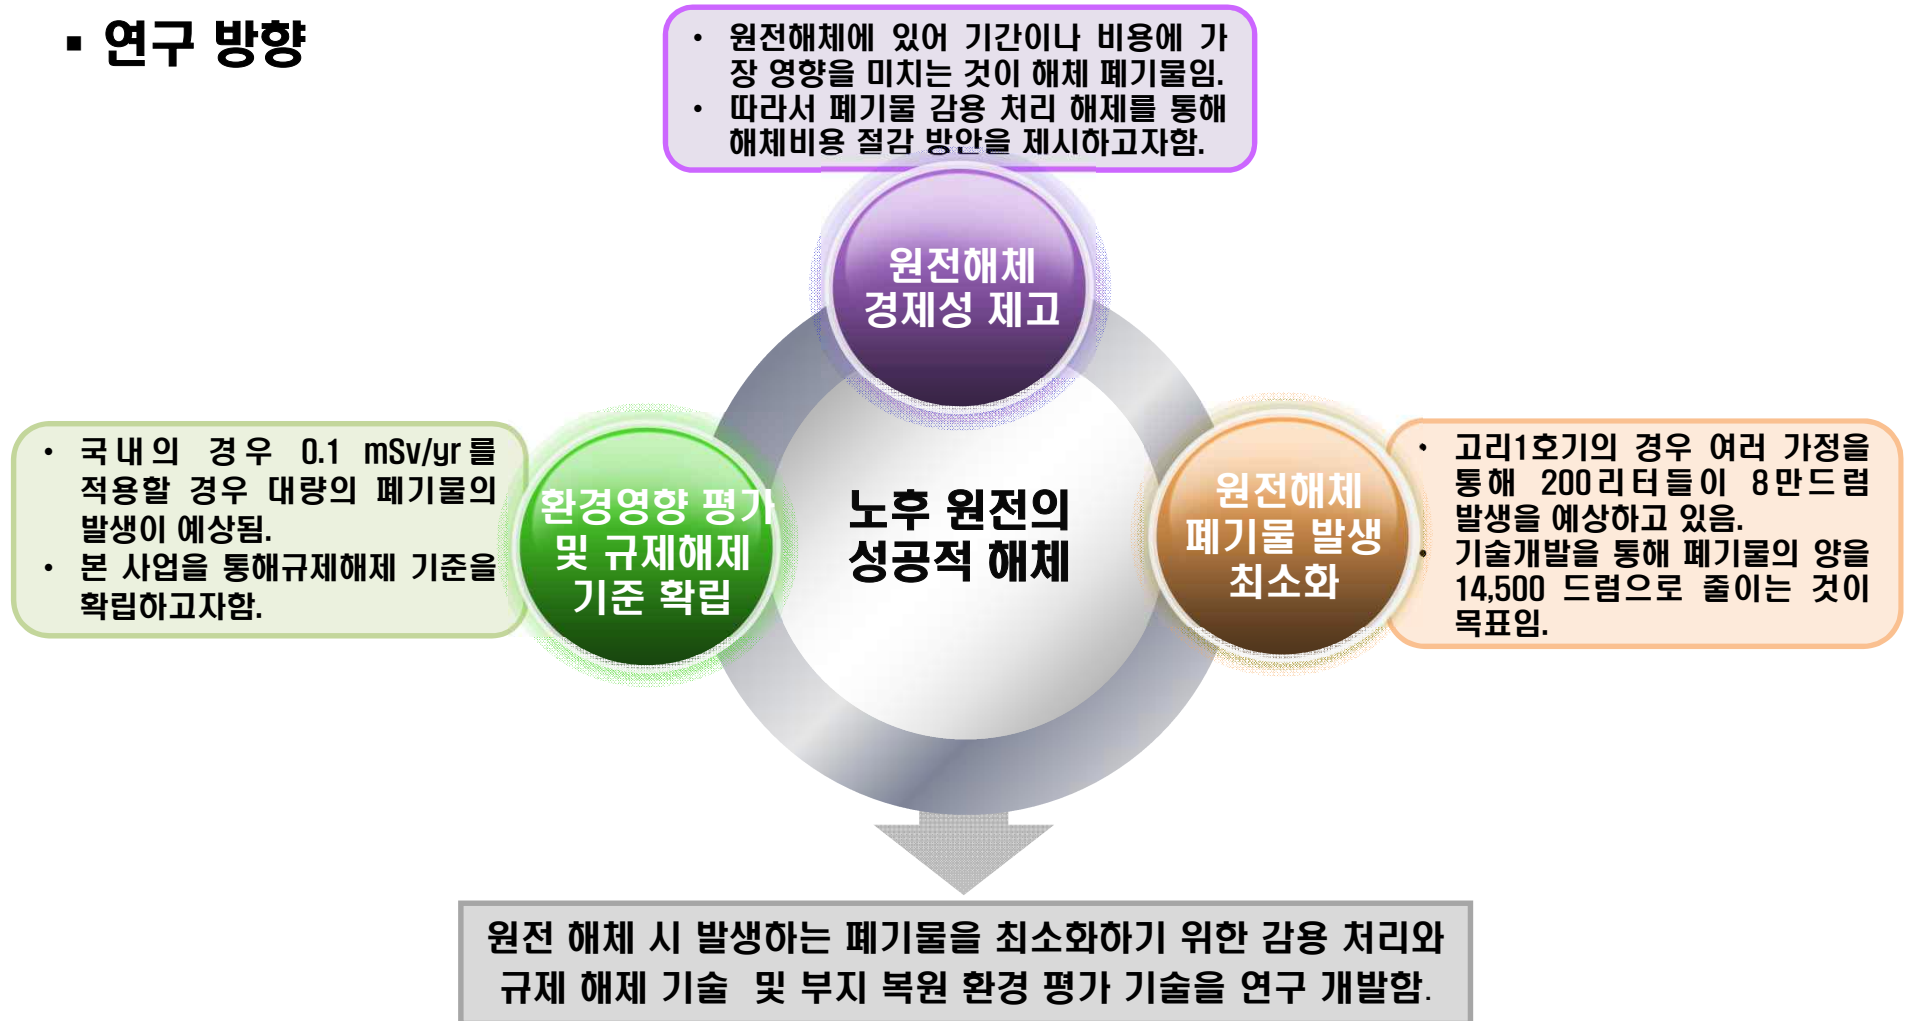 ▪ 연구 방향
• 원전해체에 있어 기간이나 비용에 가
장 영향을 미치는 것이 해체 폐기물임.
• 따라서 폐기물 감용 처리 해제를 통해
해체비용 절감 방안을 제시하고자함.
원전해체
경제성 제고
• 국내의 경우 0.1 mSv/yr를
적용할 경우 대량의 폐기물의
발생이 예상됨.
• 본 사업을 통해규제해제 기준을
확립하고자함.
환경영향 평가
및 규제해제
기준 확립
노후 원전의
성공적 해체
원전해체
폐기물 발생
최소화
• 고리1호기의 경우 여러 가정을
통해 200리터들이 8만드럼
발생을 예상하고 있음.
• 기술개발을 통해 폐기물의 양을
14,500 드럼으로 줄이는 것이
목표임.
원전 해체 시 발생하는 폐기물을 최소화하기 위한 감용 처리와
규제 해제 기술 및 부지 복원 환경 평가 기술을 연구 개발함.